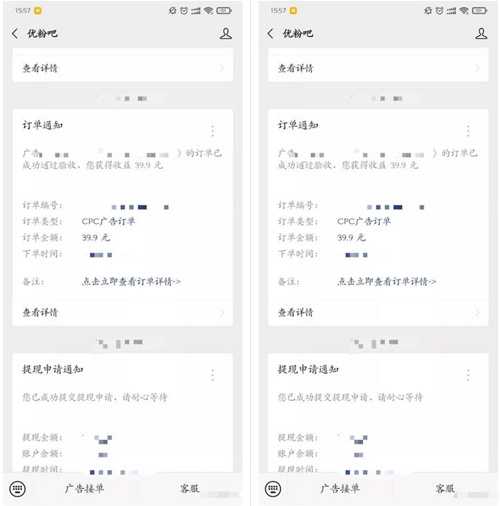 15:57
优粉吧
查看详情
订单通知
广告
》的订单已
成功通过验收、您获得收益 39.9 元
订单编号:
订单类型: CPC广告订单
订单金额: 39.9 元
下单时间:
备注: 点击立即查看订单详情->
查看详情
提现申请通知
您已成功提交提现申请、请耐心等待
提现金额:
账户余额:
提现时间:
广告接单
客服
15:57
优粉吧
查看详情
订单通知
广告
》的订单已
成功通过验收、您获得收益 39.9 元
订单编号:
订单类型: CPC广告订单
订单金额: 39.9 元
下单时间:
备注: 点击立即查看订单详情->
查看详情
提现申请通知
您已成功提交提现申请、请耐心等待
提现金额:
账户余额:
提现时间:
广告接单
客服